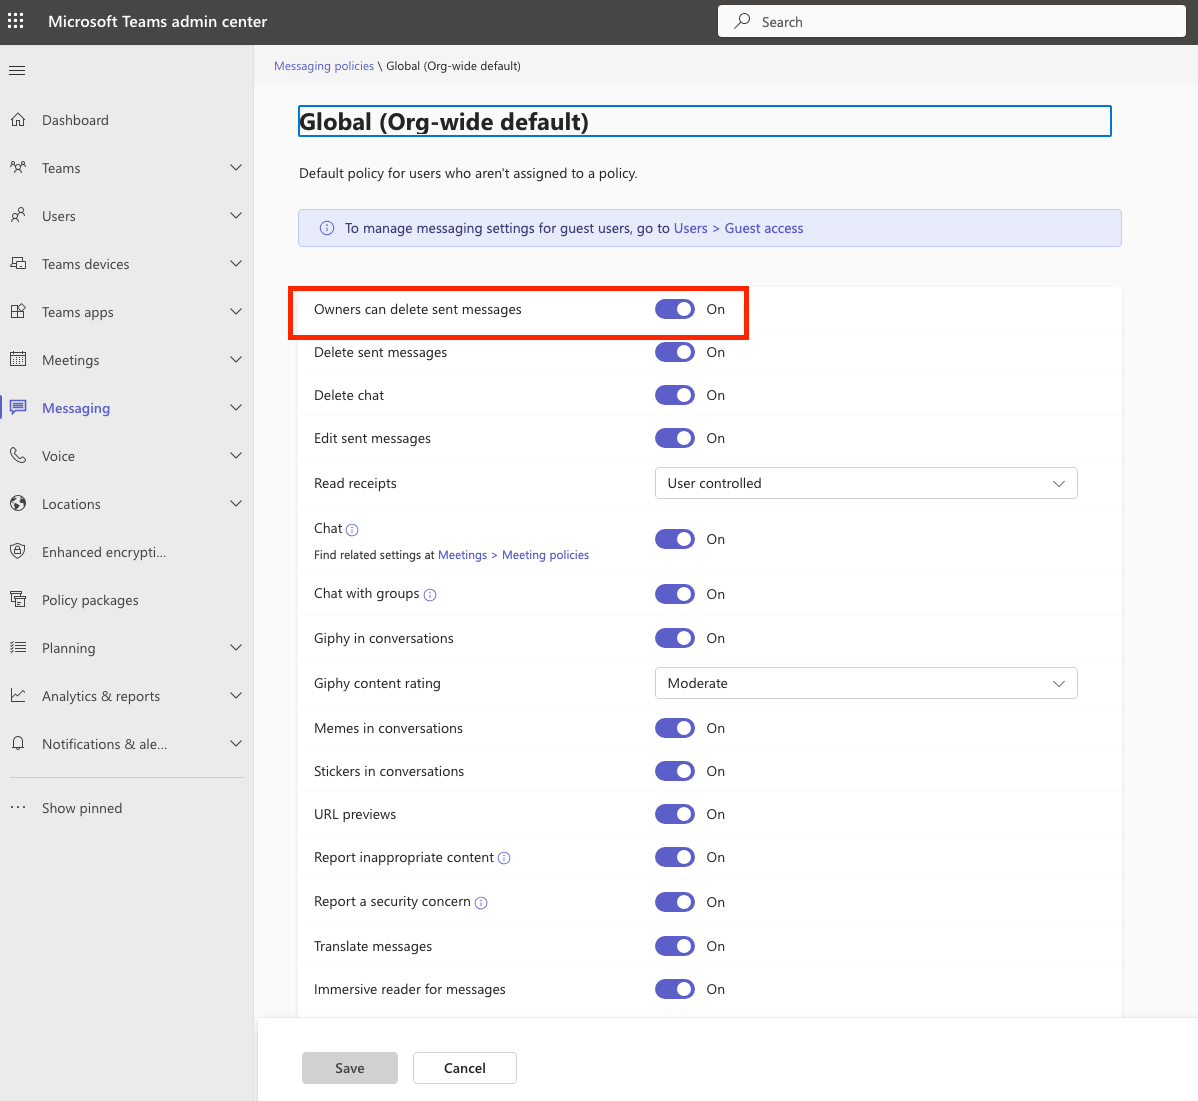 Microsoft Teams admin center
Search
Messaging policies \ Global (Org-wide default)
Dashboard
Teams
Users
Teams devices
Teams apps
Meetings
Messaging
Voice
Locations
Enhanced encrypti...
Policy packages
Planning
Analytics & reports
Notifications & ale...
Show pinned
Global (Org-wide default)
Default policy for users who aren't assigned to a policy.
To manage messaging settings for guest users, go to Users > Guest access
Owners can delete sent messages On
Delete sent messages On
Delete chat On
Edit sent messages On
Read receipts User controlled
Chat On
Find related settings at Meetings > Meeting policies
Chat with groups On
Giphy in conversations On
Giphy content rating Moderate
Memes in conversations On
Stickers in conversations On
URL previews On
Report inappropriate content On
Report a security concern On
Translate messages On
Immersive reader for messages On
Save Cancel